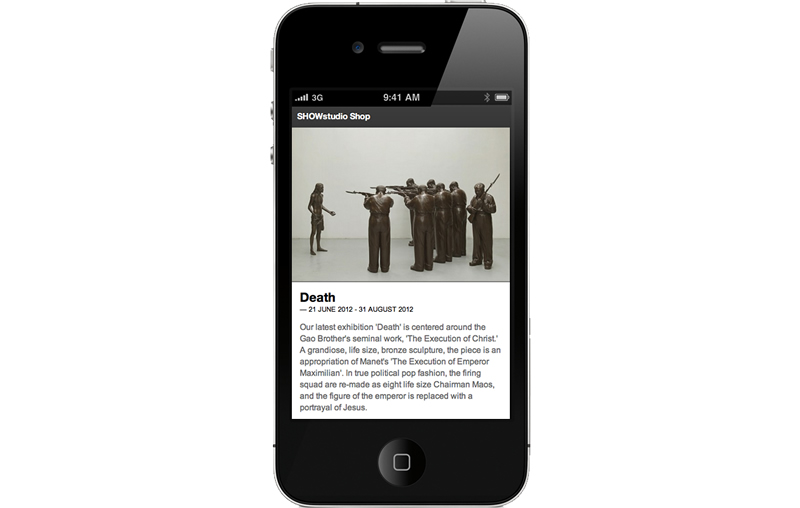 3G 9:41 AM
SHOWstudio Shop
Death
— 21 JUNE 2012 - 31 AUGUST 2012
Our latest exhibition 'Death' is centered around the
Gao Brother's seminal work, 'The Execution of Christ.'
A grandiose, life size, bronze sculpture, the piece is an
appropriation of Manet's 'The Execution of Emperor
Maximilian'. In true political pop fashion, the firing
squad are re-made as eight life size Chairman Maos,
and the figure of the emperor is replaced with a
portrayal of Jesus.